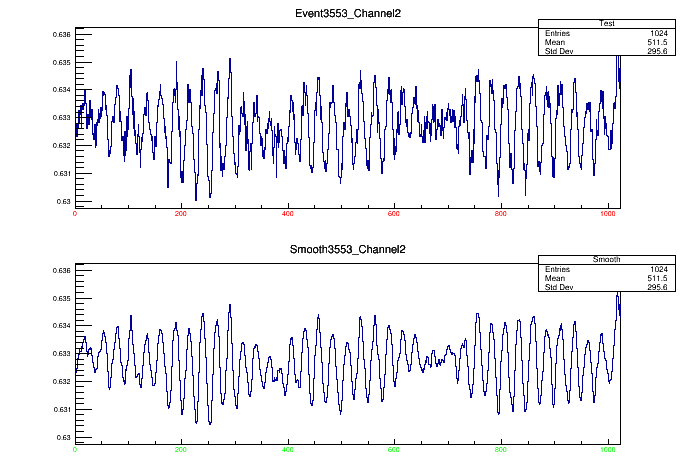 Event3553_Channel2
Test
Entries 1024
Mean 511.5
Std Dev 295.6
0.636
0.635
0.634
0.633
0.632
0.631
0.63
0 200 400 600 800 1000
Smooth3553_Channel2
Smooth
Entries 1024
Mean 511.5
Std Dev 295.6
0.636
0.635
0.634
0.633
0.632
0.631
0.63
0 200 400 600 800 1000